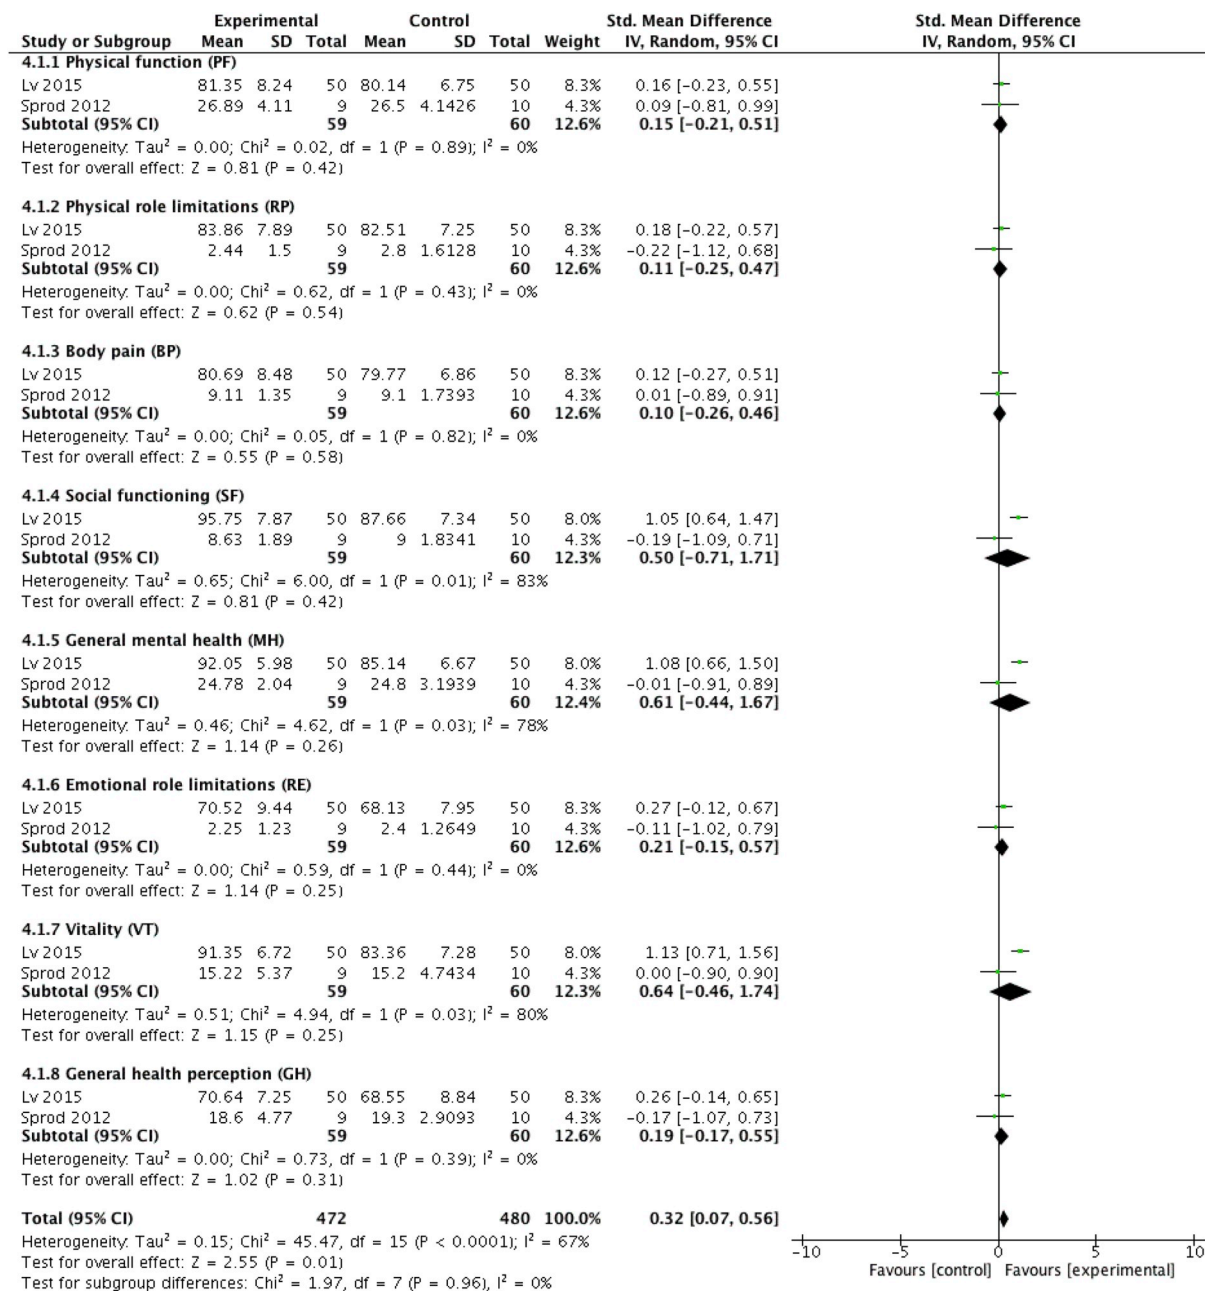 Experimental Control Std. Mean Difference Std. Mean Difference
Study or Subgroup Mean SD Total Mean SD Total Weight IV, Random, 95% CI IV, Random, 95% CI
4.1.1 Physical function (PF)
Lv 2015 81.35 8.24 50 80.14 6.75 50 8.3% 0.16 [−0.23, 0.55]
Sprod 2012 26.89 4.11 9 26.5 4.1426 10 4.3% 0.09 [−0.81, 0.99]
Subtotal (95% CI) 59 60 12.6% 0.15 [−0.21, 0.51]
Heterogeneity: Tau² = 0.00; Chi² = 0.02, df = 1 (P = 0.89); I² = 0%
Test for overall effect: Z = 0.81 (P = 0.42)
4.1.2 Physical role limitations (RP)
Lv 2015 83.86 7.89 50 82.51 7.25 50 8.3% 0.18 [−0.22, 0.57]
Sprod 2012 2.44 1.5 9 2.8 1.6128 10 4.3% −0.22 [−1.12, 0.68]
Subtotal (95% CI) 59 60 12.6% 0.11 [−0.25, 0.47]
Heterogeneity: Tau² = 0.00; Chi² = 0.62, df = 1 (P = 0.43); I² = 0%
Test for overall effect: Z = 0.62 (P = 0.54)
4.1.3 Body pain (BP)
Lv 2015 80.69 8.48 50 79.77 6.86 50 8.3% 0.12 [−0.27, 0.51]
Sprod 2012 9.11 1.35 9 9.1 1.7393 10 4.3% 0.01 [−0.89, 0.91]
Subtotal (95% CI) 59 60 12.6% 0.10 [−0.26, 0.46]
Heterogeneity: Tau² = 0.00; Chi² = 0.05, df = 1 (P = 0.82); I² = 0%
Test for overall effect: Z = 0.55 (P = 0.58)
4.1.4 Social functioning (SF)
Lv 2015 95.75 7.87 50 87.66 7.34 50 8.0% 1.05 [0.64, 1.47]
Sprod 2012 8.63 1.89 9 9 1.8341 10 4.3% −0.19 [−1.09, 0.71]
Subtotal (95% CI) 59 60 12.3% 0.50 [−0.71, 1.71]
Heterogeneity: Tau² = 0.65; Chi² = 6.00, df = 1 (P = 0.01); I² = 83%
Test for overall effect: Z = 0.81 (P = 0.42)
4.1.5 General mental health (MH)
Lv 2015 92.05 5.98 50 85.14 6.67 50 8.0% 1.08 [0.66, 1.50]
Sprod 2012 24.78 2.04 9 24.8 3.1939 10 4.3% −0.01 [−0.91, 0.89]
Subtotal (95% CI) 59 60 12.4% 0.61 [−0.44, 1.67]
Heterogeneity: Tau² = 0.46; Chi² = 4.62, df = 1 (P = 0.03); I² = 78%
Test for overall effect: Z = 1.14 (P = 0.26)
4.1.6 Emotional role limitations (RE)
Lv 2015 70.52 9.44 50 68.13 7.95 50 8.3% 0.27 [−0.12, 0.67]
Sprod 2012 2.25 1.23 9 2.4 1.2649 10 4.3% −0.11 [−1.02, 0.79]
Subtotal (95% CI) 59 60 12.6% 0.21 [−0.15, 0.57]
Heterogeneity: Tau² = 0.00; Chi² = 0.59, df = 1 (P = 0.44); I² = 0%
Test for overall effect: Z = 1.14 (P = 0.25)
4.1.7 Vitality (VT)
Lv 2015 91.35 6.72 50 83.36 7.28 50 8.0% 1.13 [0.71, 1.56]
Sprod 2012 15.22 5.37 9 15.2 4.7434 10 4.3% 0.00 [−0.90, 0.90]
Subtotal (95% CI) 59 60 12.3% 0.64 [−0.46, 1.74]
Heterogeneity: Tau² = 0.51; Chi² = 4.94, df = 1 (P = 0.03); I² = 80%
Test for overall effect: Z = 1.15 (P = 0.25)
4.1.8 General health perception (GH)
Lv 2015 70.64 7.25 50 68.55 8.84 50 8.3% 0.26 [−0.14, 0.65]
Sprod 2012 18.6 4.77 9 19.3 2.9093 10 4.3% −0.17 [−1.07, 0.73]
Subtotal (95% CI) 59 60 12.6% 0.19 [−0.17, 0.55]
Heterogeneity: Tau² = 0.00; Chi² = 0.73, df = 1 (P = 0.39); I² = 0%
Test for overall effect: Z = 1.02 (P = 0.31)
Total (95% CI) 472 480 100.0% 0.32 [0.07, 0.56]
Heterogeneity: Tau² = 0.15; Chi² = 45.47, df = 15 (P < 0.0001); I² = 67%
Test for overall effect: Z = 2.55 (P = 0.01)
Test for subgroup differences: Chi² = 1.97, df = 7 (P = 0.96), I² = 0%
−10 −5 0 5 10
Favours [control] Favours [experimental]